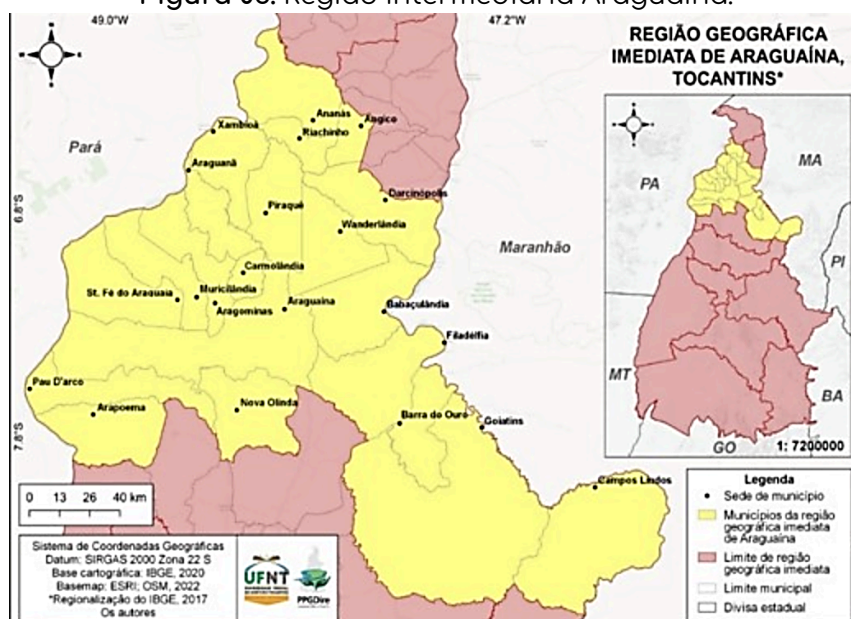 Figura 08. Região Intermediária Araguaína.
49.0°W
47.2°W
6.8°S
7.8°S
Pará
Maranhão
Xambioá
Ananás
Angico
Riachinho
Araguanã
Darcinópolis
Piraquê
Wanderlândia
Carmolândia
St. Fé do Araguaia
Muricilândia
Aragominas
Araguaína
Babaçulândia
Filadélfia
Pau D'arco
Arapoema
Nova Olinda
Barra do Ouro
Goiatins
Campos Lindos
0 13 26 40 km
Sistema de Coordenadas Geográficas
Datum: SIRGAS 2000 Zona 22 S
Base cartográfica: IBGE, 2020
Basemap: ESRI; OSM, 2022
*Regionalização do IBGE, 2017
Os autores
UFNT
PPGDire
REGIÃO GEOGRÁFICA
IMEDIATA DE ARAGUAÍNA,
TOCANTINS*
PA
MA
PI
MT
BA
GO
1: 7200000
Legenda
Sede de município
Municípios da região
geográfica imediata
de Araguaína
Limite de região
geográfica imediata
Limite municipal
Divisa estadual